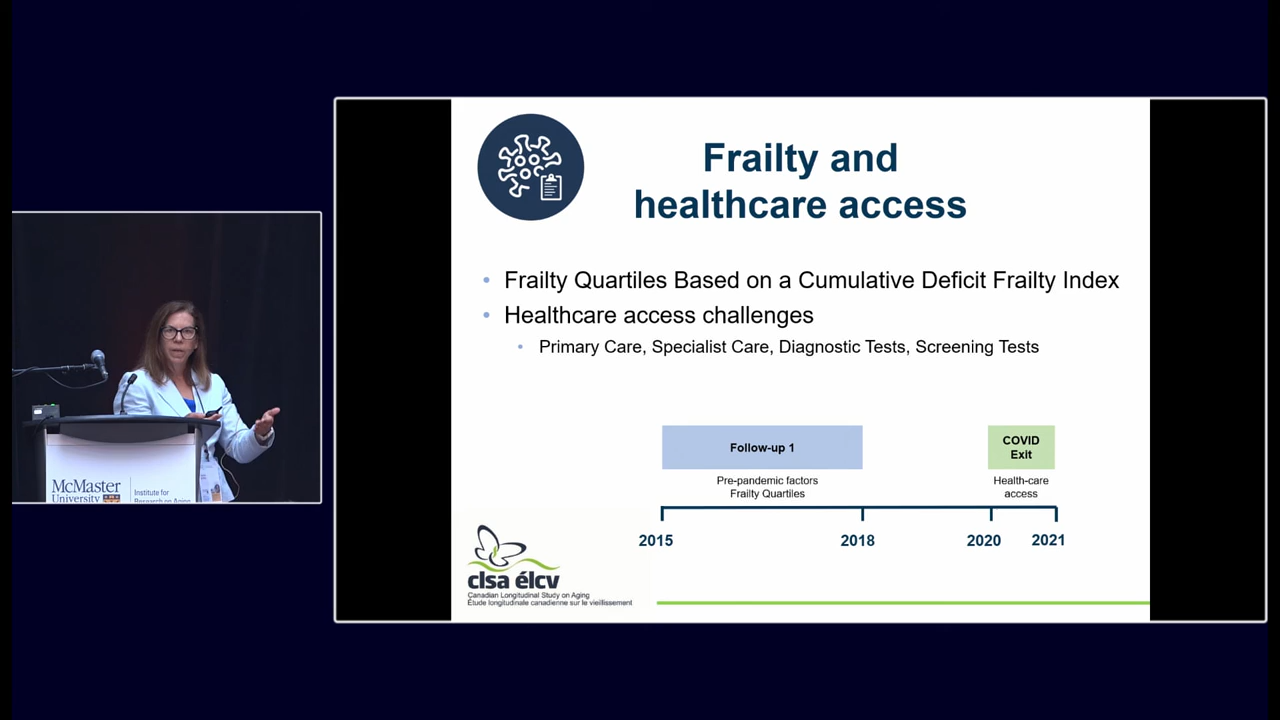 Frailty and
healthcare access
• Frailty Quartiles Based on a Cumulative Deficit Frailty Index
• Healthcare access challenges
• Primary Care, Specialist Care, Diagnostic Tests, Screening Tests
Follow-up 1
COVID
Exit
Pre-pandemic factors
Frailty Quartiles
Health-care
access
2015
2018
2020
2021
clsa élcv
Canadian Longitudinal Study on Aging
Étude longitudinale canadienne sur le vieillissement
McMaster
University
Institute for
Research on Aging